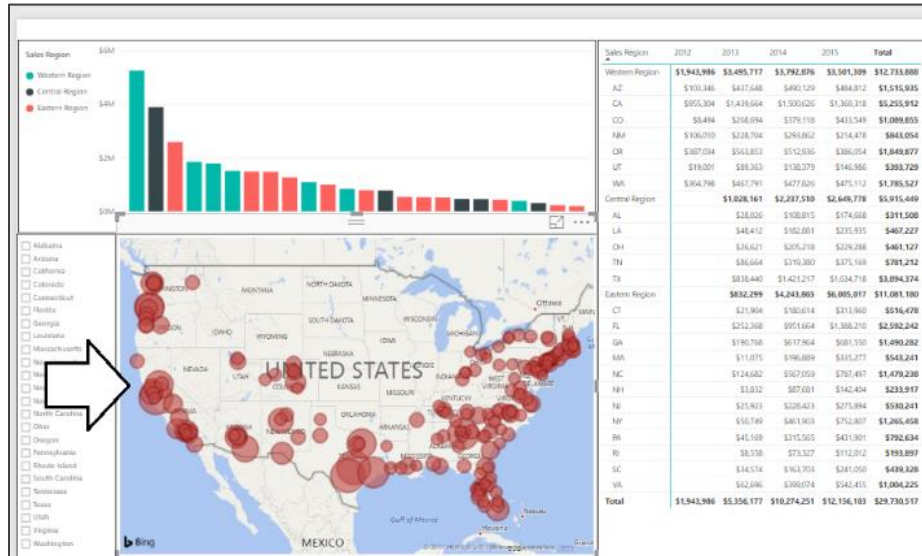 Sales Region
Western Region
Central Region
Eastern Region
$6M
$4M
$2M
$0M
Alabama
Arizona
California
Colorado
Connecticut
Florida
Georgia
Louisiana
Massachusetts
North Carolina
Ohio
Oregon
Pennsylvania
Rhode Island
South Carolina
Tennessee
Texas
Utah
Virginia
Washington
MONTANA
NORTH DAKOTA
MINNESOTA
Ottawa
SOUTH DAKOTA
WISCONSIN
IDAHO
WYOMING
MICHIGAN
IOWA
NEBRASKA
NEVADA
UTAH
UNITED STATES
KANSAS
MISSOURI
WEST
DELAWARE
KENTUCKY
OKLAHOMA
ARKANSAS
Gulf of Mexico
Nassau
Havana
MEXICO
Bing
Sales Region 2012 2013 2014 2015 Total
Western Region $1,943,986 $3,495,717 $3,792,876 $3,501,309 $12,733,888
AZ $103,346 $437,648 $490,129 $484,812 $1,515,935
CA $955,304 $1,439,664 $1,500,626 $1,360,318 $5,255,912
CO $8,494 $268,694 $379,118 $433,549 $1,089,855
NM $106,010 $228,704 $293,862 $214,478 $843,054
OR $387,034 $563,853 $512,936 $386,054 $1,849,877
UT $19,001 $89,363 $138,379 $146,986 $393,729
WA $364,798 $467,791 $477,826 $475,112 $1,785,527
Central Region $1,028,161 $2,237,510 $2,649,778 $5,915,449
AL $28,026 $108,815 $174,668 $311,508
LA $48,412 $182,881 $235,935 $467,227
OH $26,621 $205,218 $229,288 $461,127
TN $86,664 $319,380 $375,169 $781,212
TX $838,440 $1,421,217 $1,634,718 $3,894,374
Eastern Region $832,299 $4,243,865 $6,005,017 $11,081,180
CT $21,904 $180,614 $313,960 $516,478
FL $252,368 $951,664 $1,388,210 $2,592,242
GA $190,768 $617,964 $681,550 $1,490,282
MA $11,075 $196,889 $335,277 $543,241
NC $124,682 $567,059 $787,497 $1,479,238
NH $3,832 $87,681 $142,404 $233,917
NJ $25,923 $228,423 $275,894 $530,241
NY $50,749 $461,903 $752,807 $1,265,458
PA $45,169 $315,565 $431,901 $792,634
RI $8,558 $73,327 $112,012 $193,897
SC $34,574 $163,703 $241,050 $439,328
VA $62,696 $399,074 $542,455 $1,004,225
Total $1,943,986 $5,356,177 $10,274,251 $12,156,103 $29,730,517